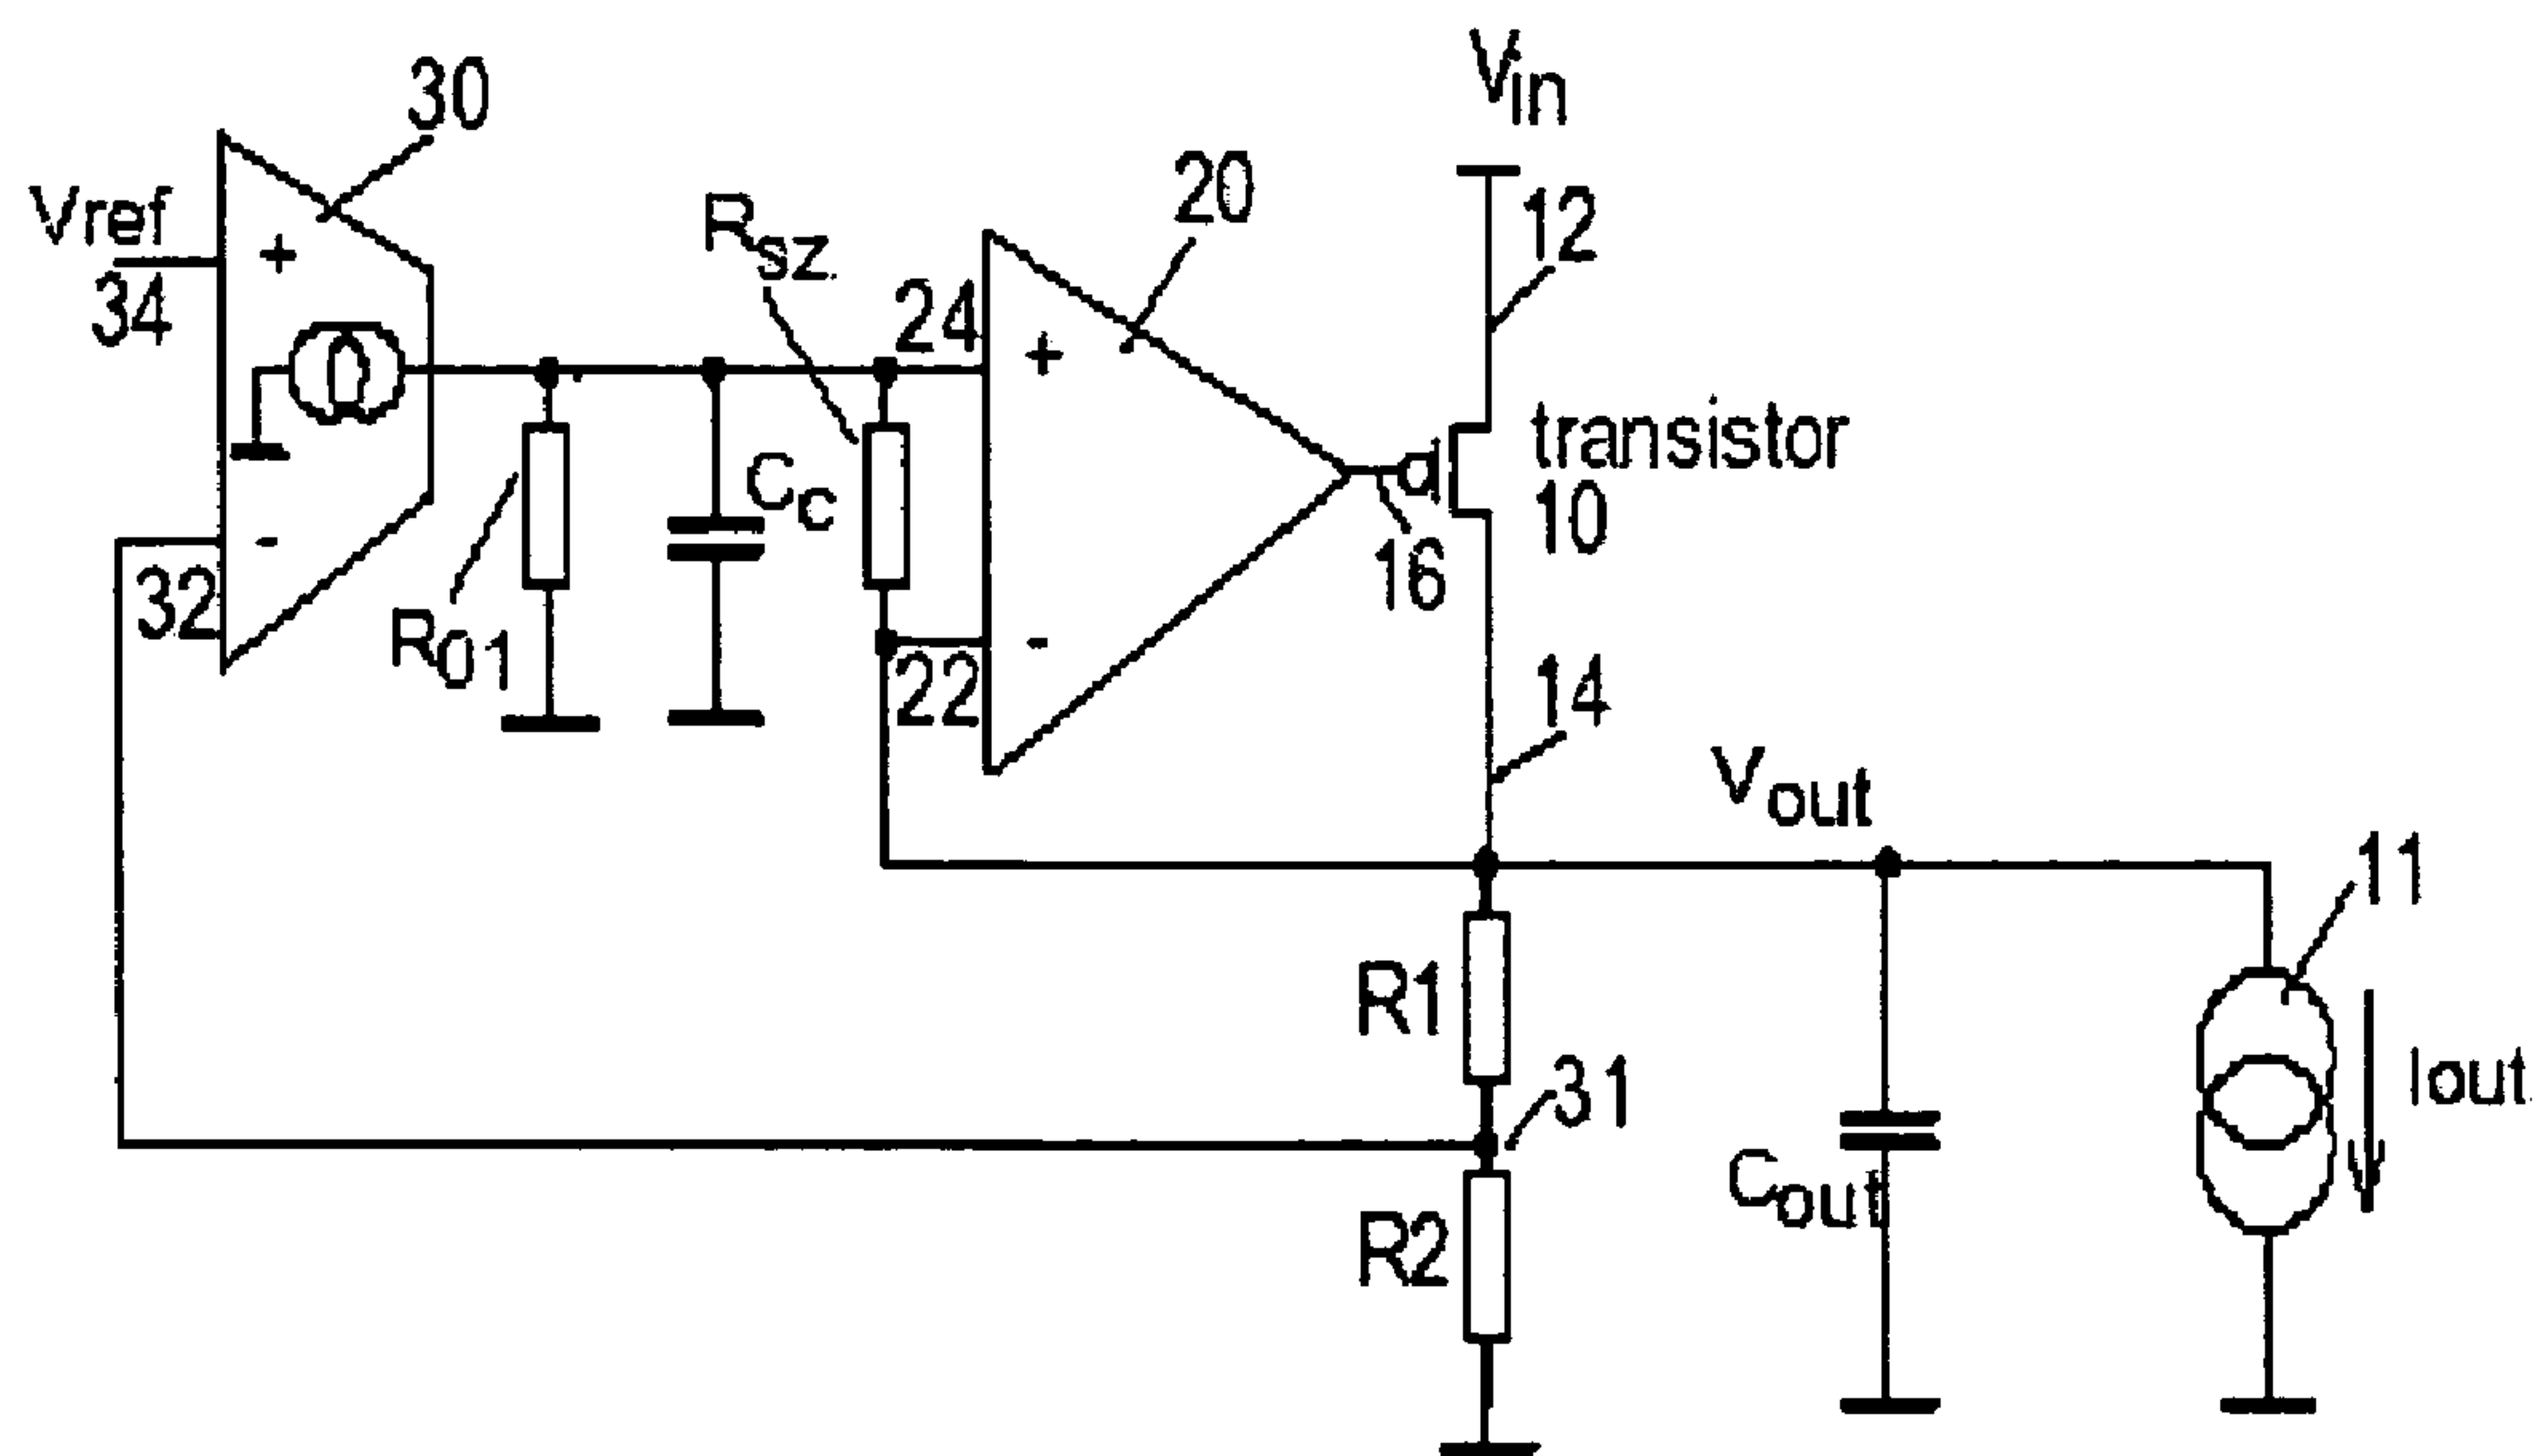 30
Vin
Vref
34
+
Rsz
20
12
24
+
transistor
10
Cc
16
-
32
R01
-
22
14
Vout
11
R1
31
Iout
Cout
R2